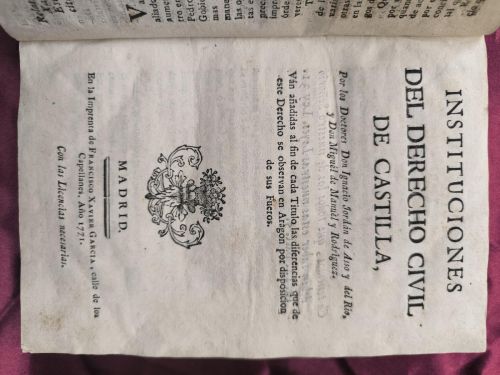 INSTITUCIONES
DEL DERECHO CIVIL
DE CASTILLA,
Por los Doctores Don Ignacio Jordán de Asso y del Rio,
y Don Miguel de Manuèl y Rodriguez.
Ván añadidas al fin de cada Titulo las diferencias que de
este Derecho se observan en Aragon por disposicion
de sus Fueros.
MADRID.
En la Imprenta de FRANCISCO XAVIER GARCIA, calle de los
Capellanes, Año 1771.
Con las Licencias necesarias.